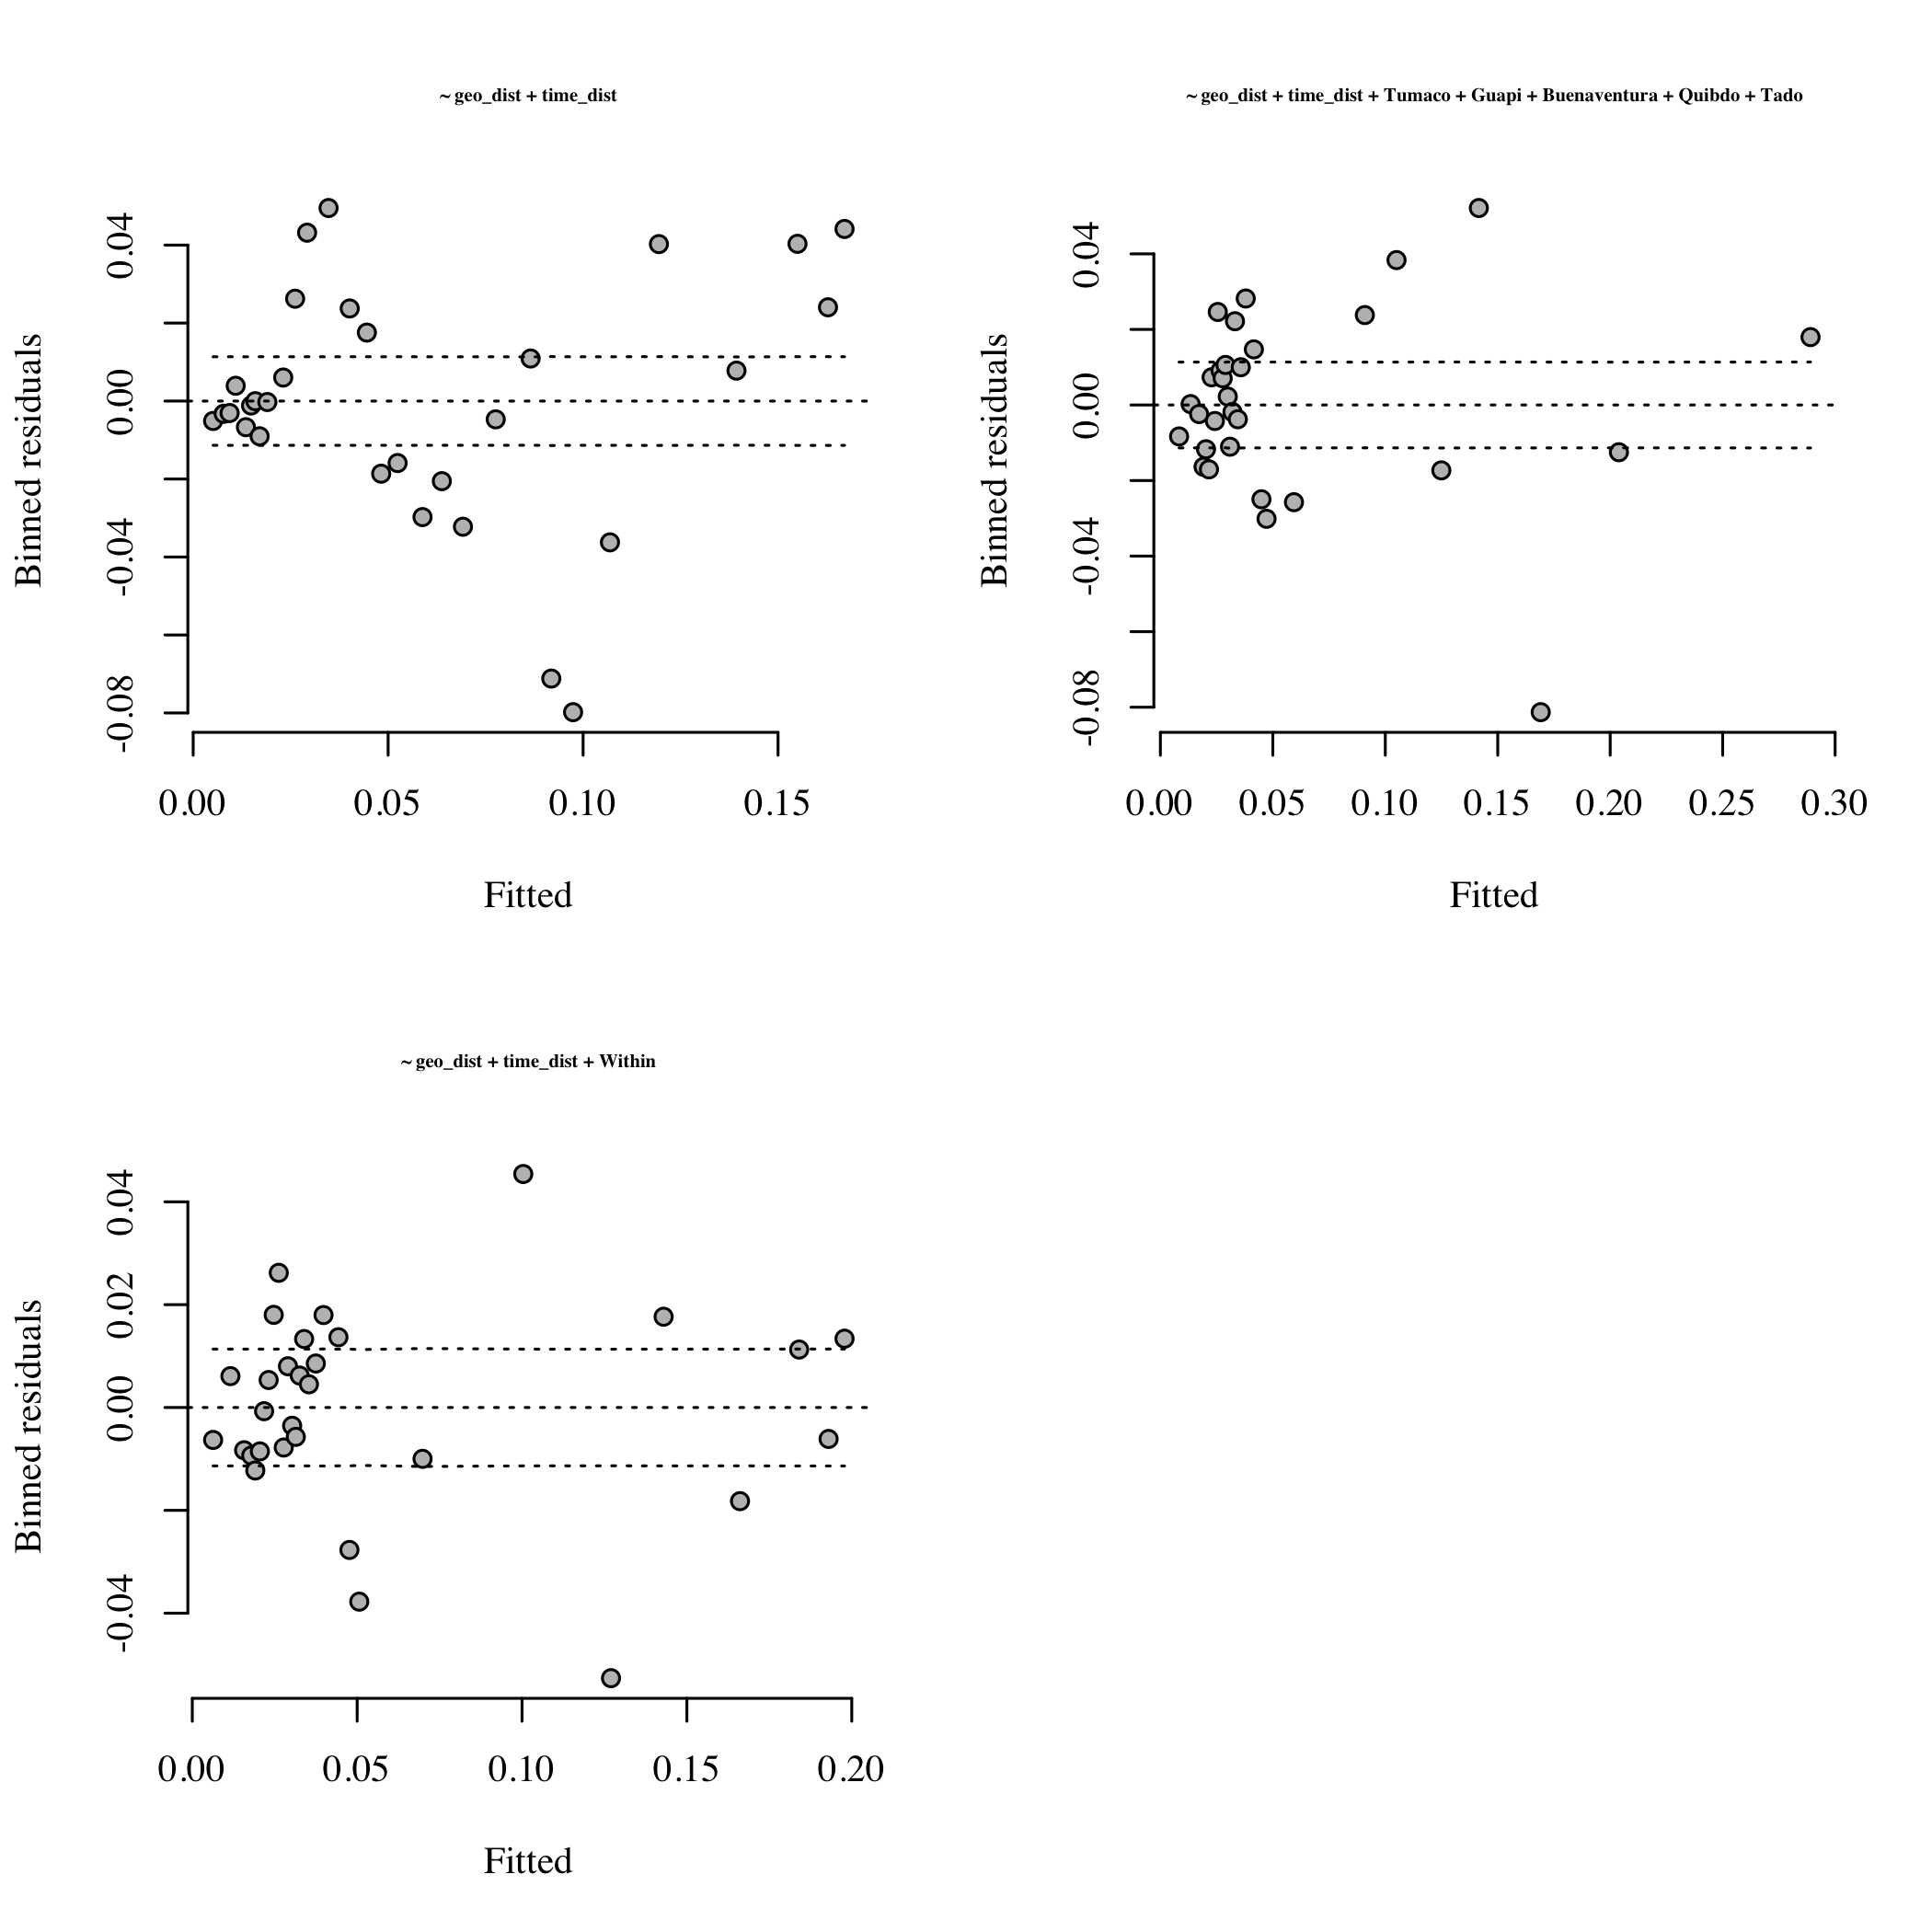 ~ geo_dist + time_dist
Binned residuals
0.04
0.00
-0.04
-0.08
0.00 0.05 0.10 0.15
Fitted
~ geo_dist + time_dist + Tumaco + Guapi + Buenaventura + Quibdo + Tado
Binned residuals
0.04
0.00
-0.04
-0.08
0.00 0.05 0.10 0.15 0.20 0.25 0.30
Fitted
~ geo_dist + time_dist + Within
Binned residuals
0.04
0.02
0.00
-0.04
0.00 0.05 0.10 0.15 0.20
Fitted